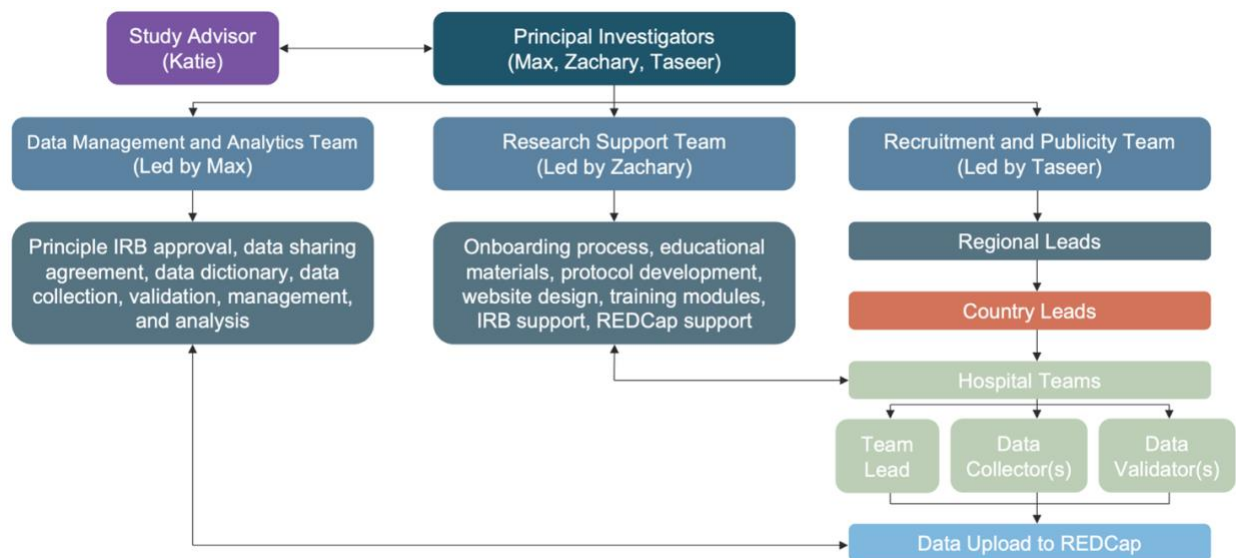 Study Advisor
(Katie)
Principal Investigators
(Max, Zachary, Taseer)
Data Management and Analytics Team
(Led by Max)
Research Support Team
(Led by Zachary)
Recruitment and Publicity Team
(Led by Taseer)
Principle IRB approval, data sharing
agreement, data dictionary, data
collection, validation, management,
and analysis
Onboarding process, educational
materials, protocol development,
website design, training modules,
IRB support, REDCap support
Regional Leads
Country Leads
Hospital Teams
Team
Lead
Data
Collector(s)
Data
Validator(s)
Data Upload to REDCap